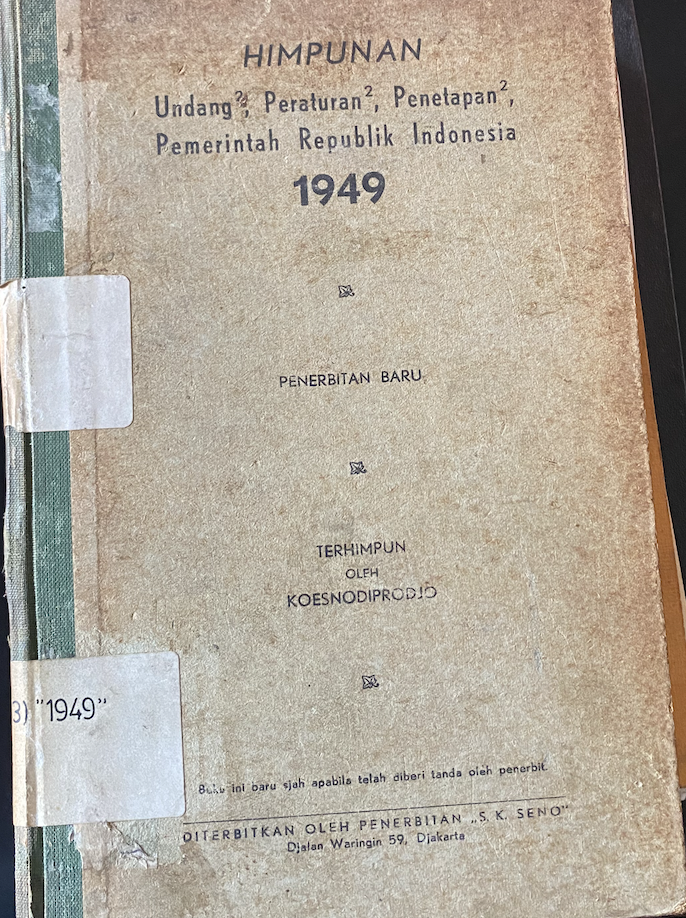 HIMPUNAN
Undang², Peraturan², Penetapan²,
Pemerintah Republik Indonesia
1949
PENERBITAN BARU
TERHIMPUN
OLEH
KOESNODIPRODJO
3) "1949"
Buku ini baru sjah apabila telah diberi tanda oleh penerbit.
DITERBITKAN OLEH PENERBITAN „S. K. SENO"
Djalan Waringin 59, Djakarta